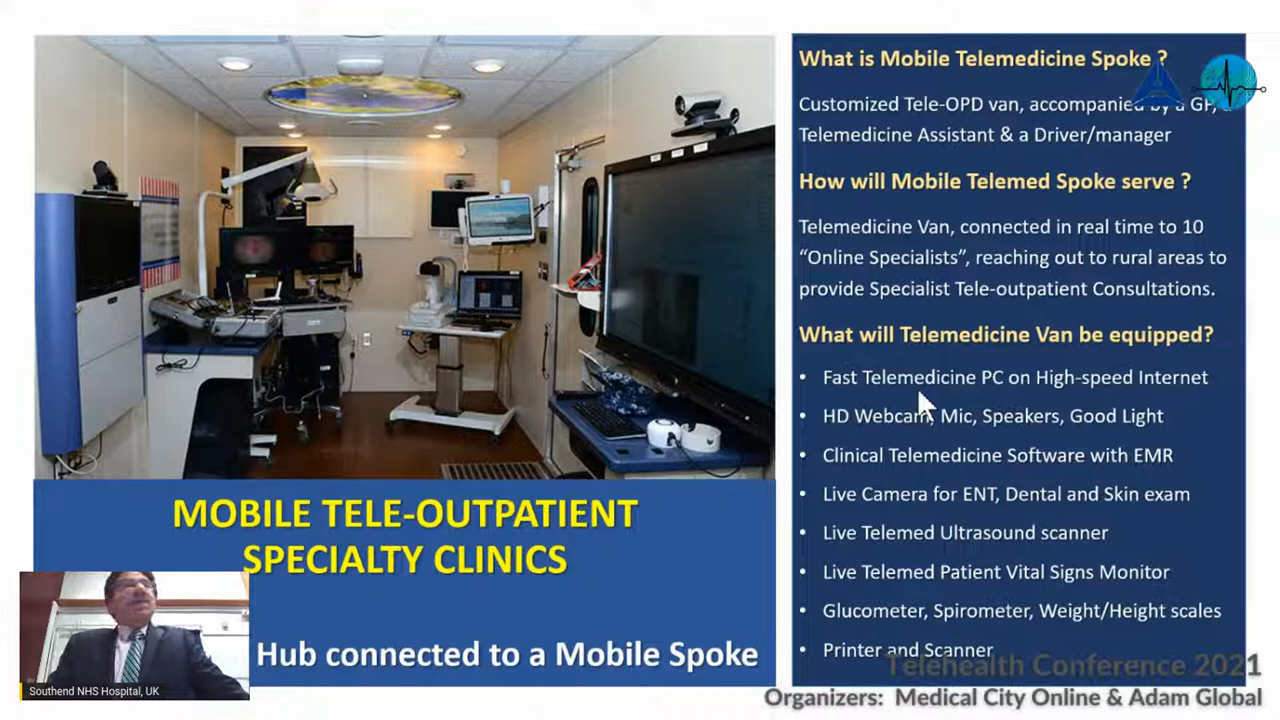 MOBILE TELE-OUTPATIENT
SPECIALTY CLINICS
Hub connected to a Mobile Spoke
Southend NHS Hospital, UK
What is Mobile Telemedicine Spoke ?
Customized Tele-OPD van, accompanied by a GP,
Telemedicine Assistant & a Driver/manager
How will Mobile Telemed Spoke serve ?
Telemedicine Van, connected in real time to 10
“Online Specialists”, reaching out to rural areas to
provide Specialist Tele-outpatient Consultations.
What will Telemedicine Van be equipped?
• Fast Telemedicine PC on High-speed Internet
• HD Webcam, Mic, Speakers, Good Light
• Clinical Telemedicine Software with EMR
• Live Camera for ENT, Dental and Skin exam
• Live Telemed Ultrasound scanner
• Live Telemed Patient Vital Signs Monitor
• Glucometer, Spirometer, Weight/Height scales
• Printer and Scanner
Telehealth Conference 2021
Organizers: Medical City Online & Adam Global